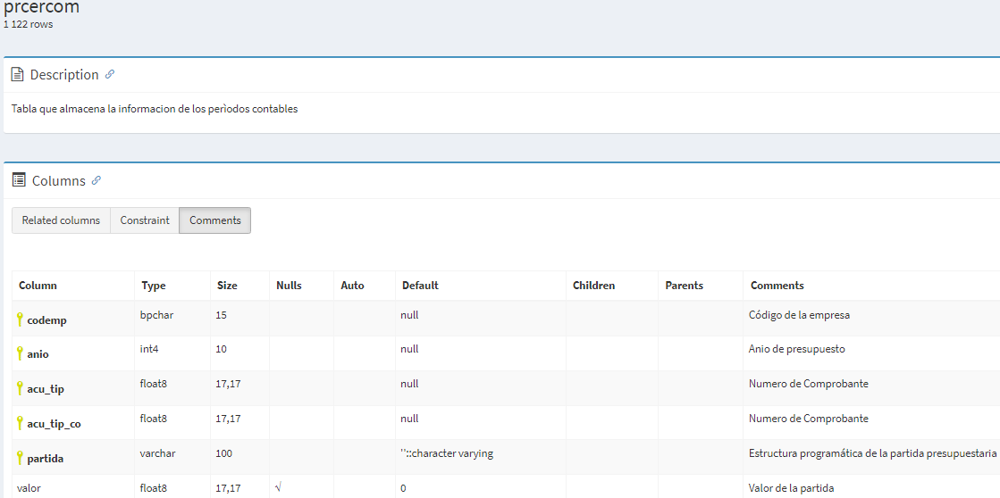 prcercom
1 122 rows
Description
Tabla que almacena la informacion de los perìodos contables
Columns
Related columns Constraint Comments
Column Type Size Nulls Auto Default Children Parents Comments
codemp bpchar 15 null Código de la empresa
anio int4 10 null Anio de presupuesto
acu_tip float8 17,17 null Numero de Comprobante
acu_tip_co float8 17,17 null Numero de Comprobante
partida varchar 100 ''::character varying Estructura programática de la partida presupuestaria
valor float8 17,17 √ 0 Valor de la partida